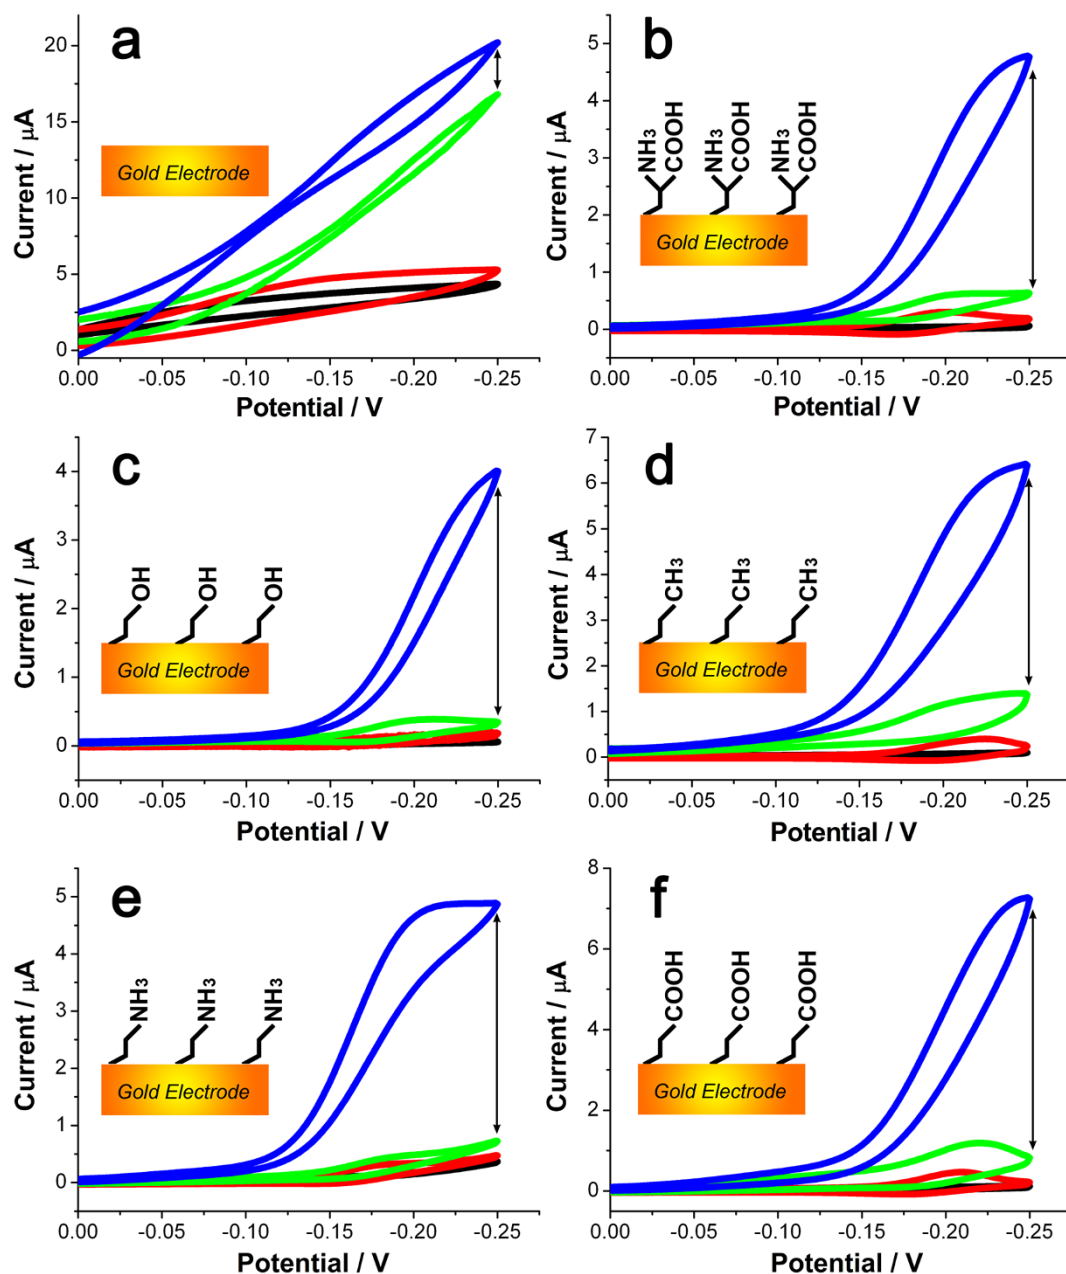 a
Current / μA
20
15
10
5
0
Gold Electrode
0.00 -0.05 -0.10 -0.15 -0.20 -0.25
Potential / V
b
Current / μA
5
4
3
2
1
0
NH3 COOH NH3 COOH NH3 COOH
Gold Electrode
0.00 -0.05 -0.10 -0.15 -0.20 -0.25
Potential / V
c
Current / μA
4
3
2
1
0
OH OH OH
Gold Electrode
0.00 -0.05 -0.10 -0.15 -0.20 -0.25
Potential / V
d
Current / μA
7
6
5
4
3
2
1
0
CH3 CH3 CH3
Gold Electrode
0.00 -0.05 -0.10 -0.15 -0.20 -0.25
Potential / V
e
Current / μA
5
4
3
2
1
0
NH3 NH3 NH3
Gold Electrode
0.00 -0.05 -0.10 -0.15 -0.20 -0.25
Potential / V
f
Current / μA
8
6
4
2
0
COOH COOH COOH
Gold Electrode
0.00 -0.05 -0.10 -0.15 -0.20 -0.25
Potential / V